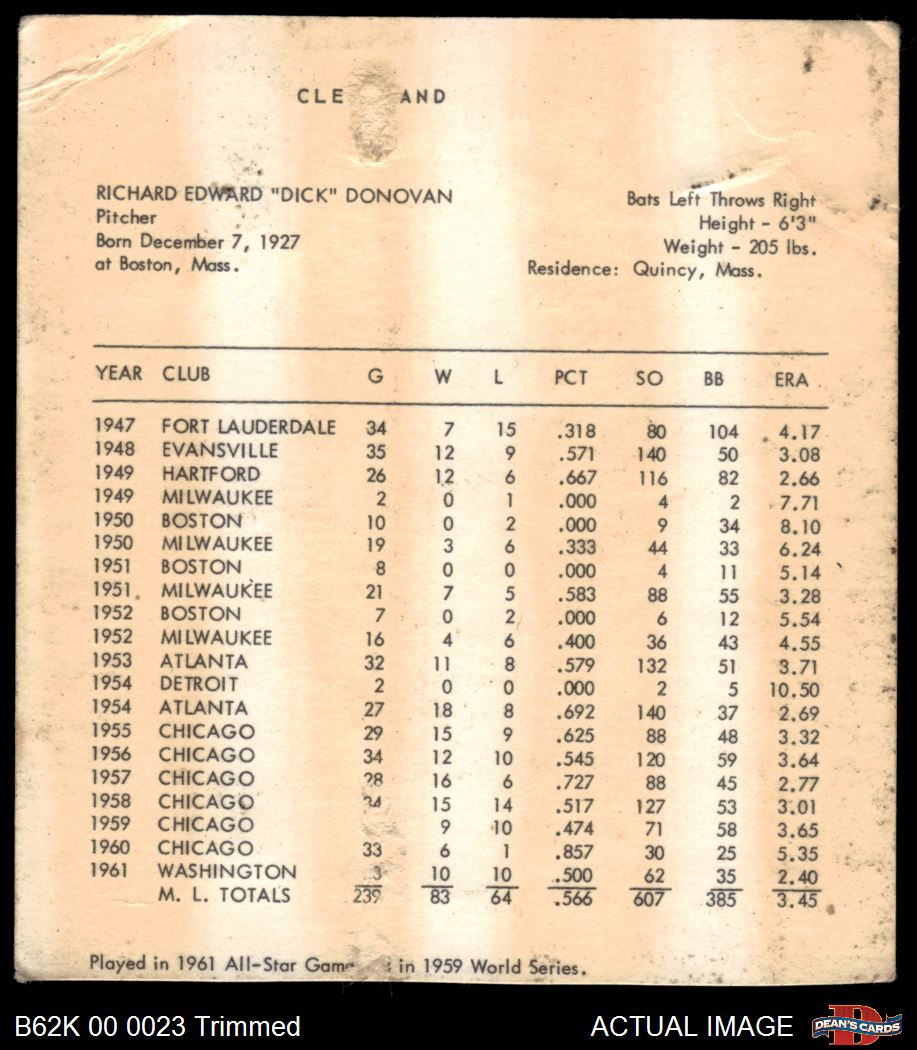 CLE AND
RICHARD EDWARD "DICK" DONOVAN
Pitcher
Born December 7, 1927
at Boston, Mass.
Bats Left Throws Right
Height - 6'3"
Weight - 205 lbs.
Residence: Quincy, Mass.
YEAR CLUB G W L PCT SO BB ERA
1947 FORT LAUDERDALE 34 7 15 .318 80 104 4.17
1948 EVANSVILLE 35 12 9 .571 140 50 3.08
1949 HARTFORD 26 12 6 .667 116 82 2.66
1949 MILWAUKEE 2 0 1 .000 4 2 7.71
1950 BOSTON 10 0 2 .000 9 34 8.10
1950 MILWAUKEE 19 3 6 .333 44 33 6.24
1951 BOSTON 8 0 0 .000 4 11 5.14
1951 MILWAUKEE 21 7 5 .583 88 55 3.28
1952 BOSTON 7 0 2 .000 6 12 5.54
1952 MILWAUKEE 16 4 6 .400 36 43 4.55
1953 ATLANTA 32 11 8 .579 132 51 3.71
1954 DETROIT 2 0 0 .000 2 5 10.50
1954 ATLANTA 27 18 8 .692 140 37 2.69
1955 CHICAGO 29 15 9 .625 88 48 3.32
1956 CHICAGO 34 12 10 .545 120 59 3.64
1957 CHICAGO 28 16 6 .727 88 45 2.77
1958 CHICAGO 34 15 14 .517 127 53 3.01
1959 CHICAGO 9 10 .474 71 58 3.65
1960 CHICAGO 33 6 1 .857 30 25 5.35
1961 WASHINGTON 3 10 10 .500 62 35 2.40
M. L. TOTALS 239 83 64 .566 607 385 3.45
Played in 1961 All-Star Game in 1959 World Series.
B62K 00 0023 Trimmed
ACTUAL IMAGE
DEAN'S CARDS